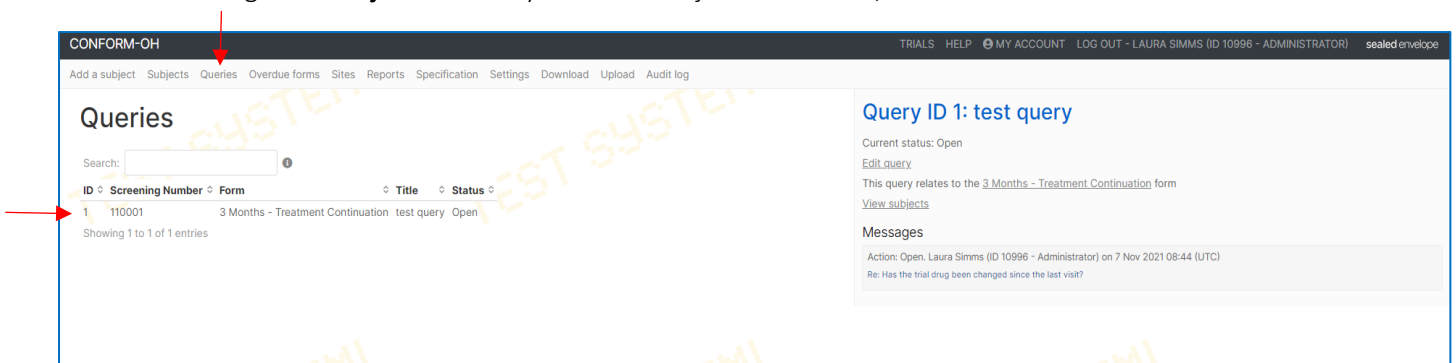 CONFORM-OH TRIALS HELP MY ACCOUNT LOG OUT - LAURA SIMMS (ID 10996 - ADMINISTRATOR) sealed envelope
Add a subject Subjects Queries Overdue forms Sites Reports Specification Settings Download Upload Audit log
Queries
Search:
ID Screening Number Form Title Status
1 110001 3 Months - Treatment Continuation test query Open
Showing 1 to 1 of 1 entries
Query ID 1: test query
Current status: Open
Edit query
This query relates to the 3 Months - Treatment Continuation form
View subjects
Messages
Action: Open. Laura Simms (ID 10996 - Administrator) on 7 Nov 2021 08:44 (UTC)
Re: Has the trial drug been changed since the last visit?
TEST SYSTEM
TEST SYSTEM